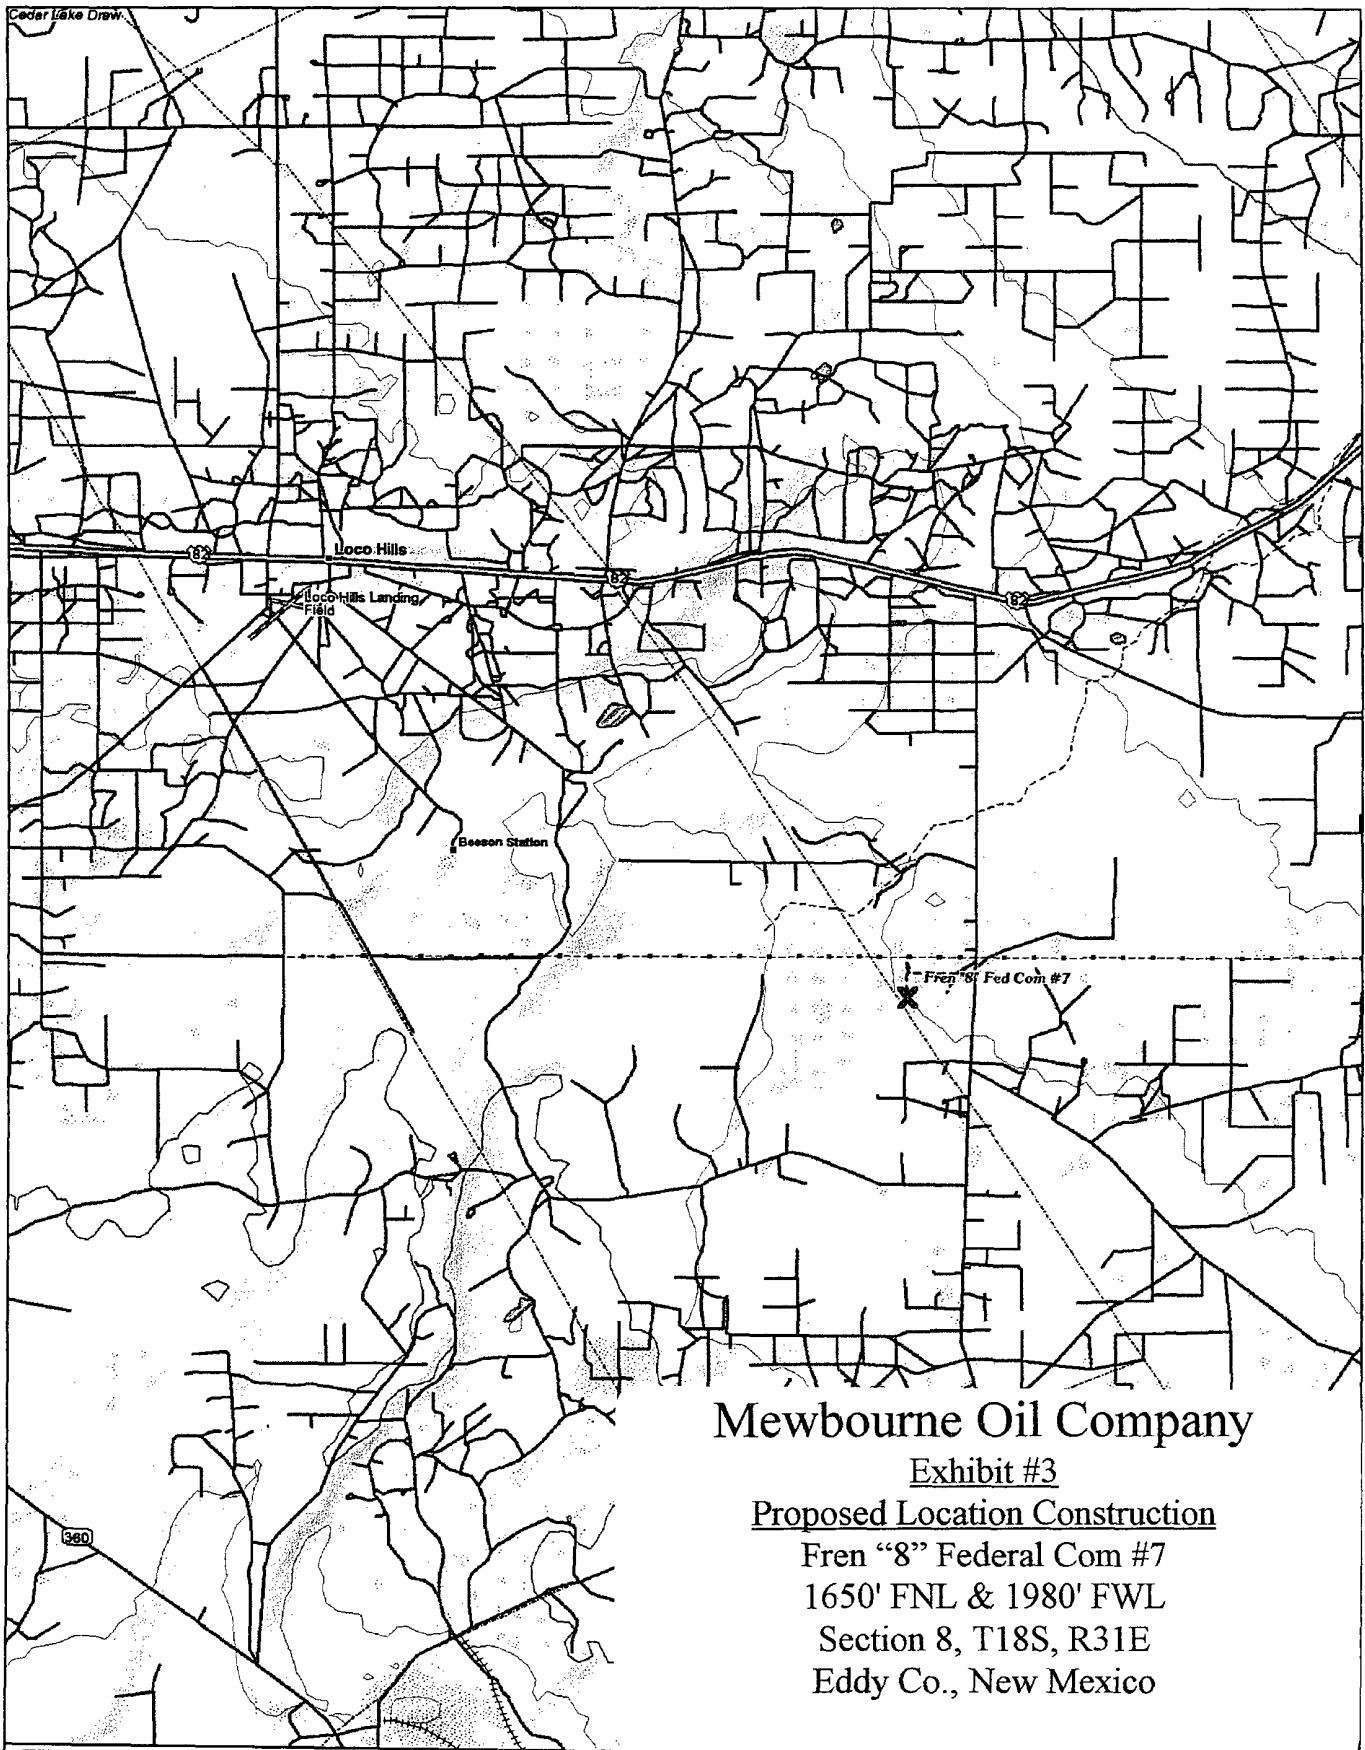 Cedar Lake Draw
82
Loco Hills
82
Loco Hills Landing
Field
82
Beeson Station
Fren "8" Fed Com #7
360
Mewbourne Oil Company
Exhibit #3
Proposed Location Construction
Fren “8” Federal Com #7
1650' FNL & 1980' FWL
Section 8, T18S, R31E
Eddy Co., New Mexico